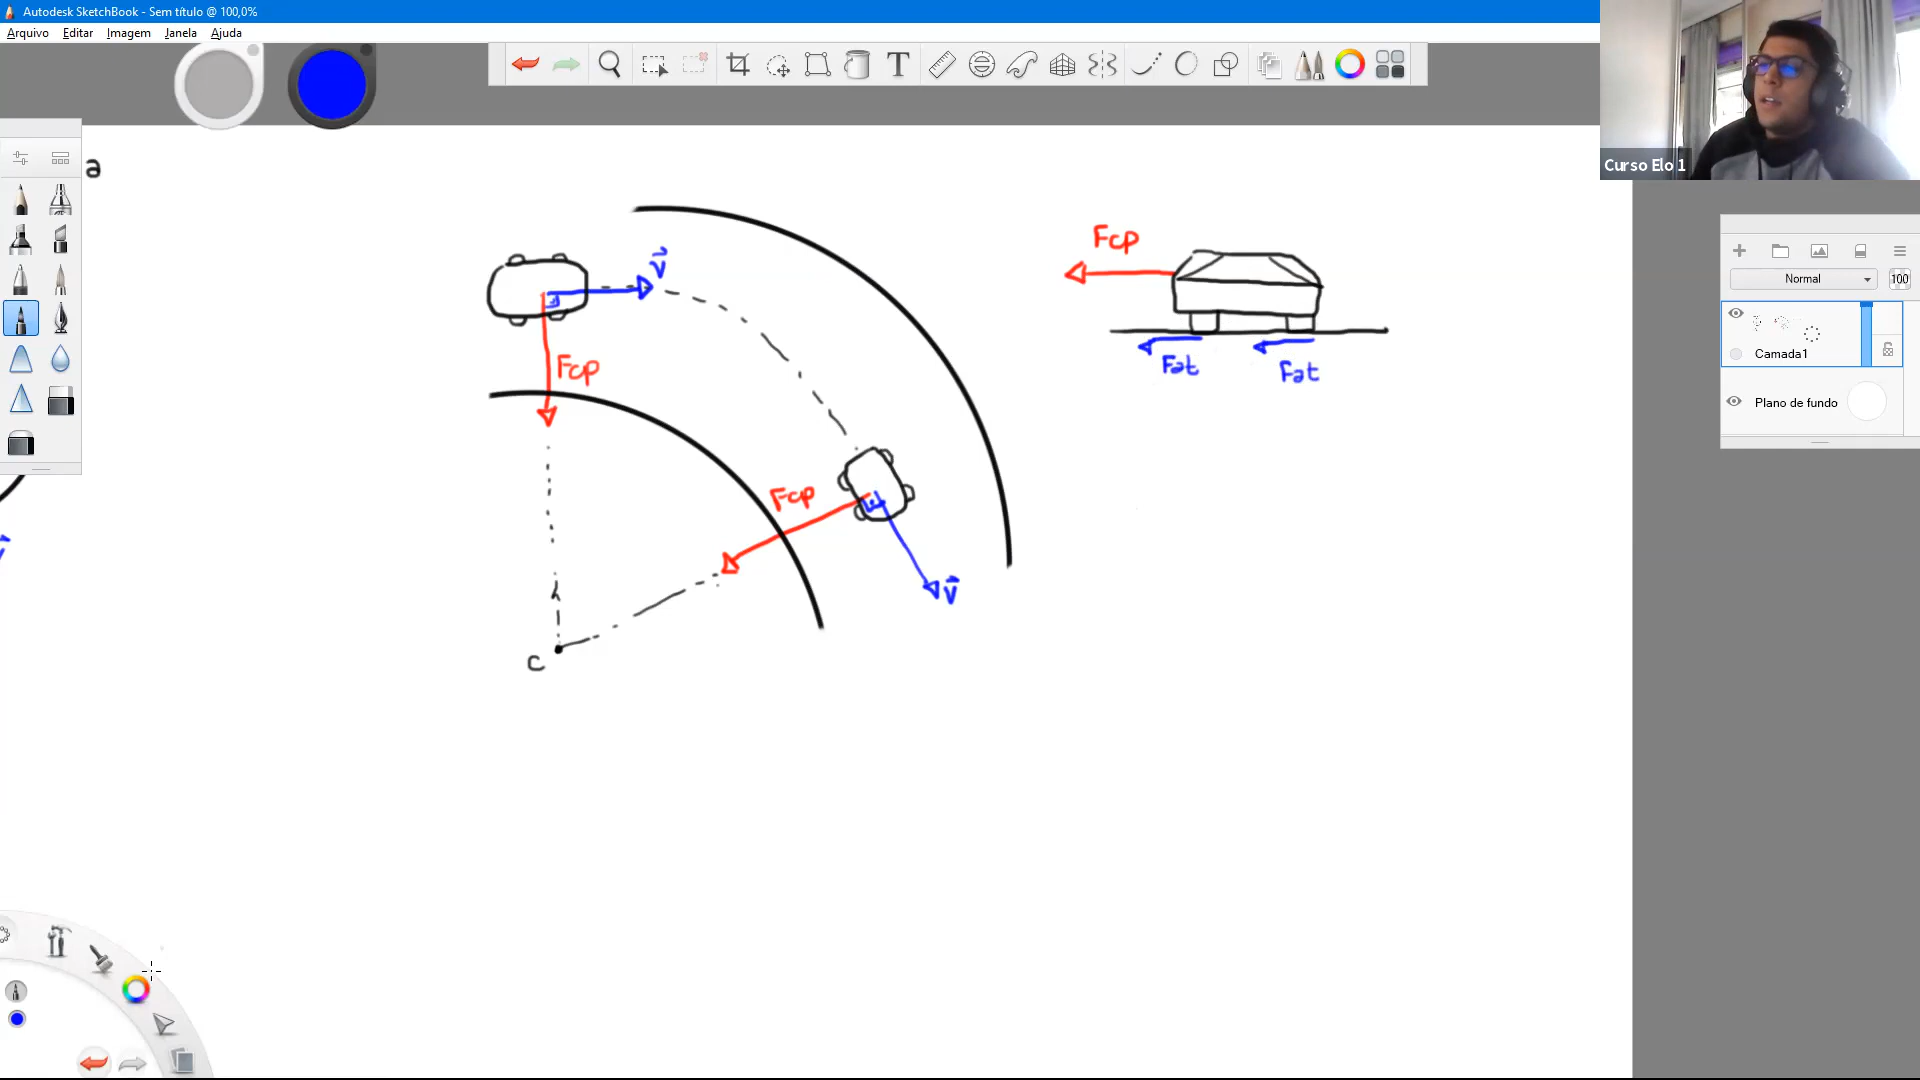 Autodesk SketchBook - Sem título @ 100,0%
Arquivo Editar Imagem Janela Ajuda
T
Curso Elo 1
a
v
Fcp
Fcp
Fat
Fat
Normal
100
Camada1
Plano de fundo
Fcp
Fcp
v
C